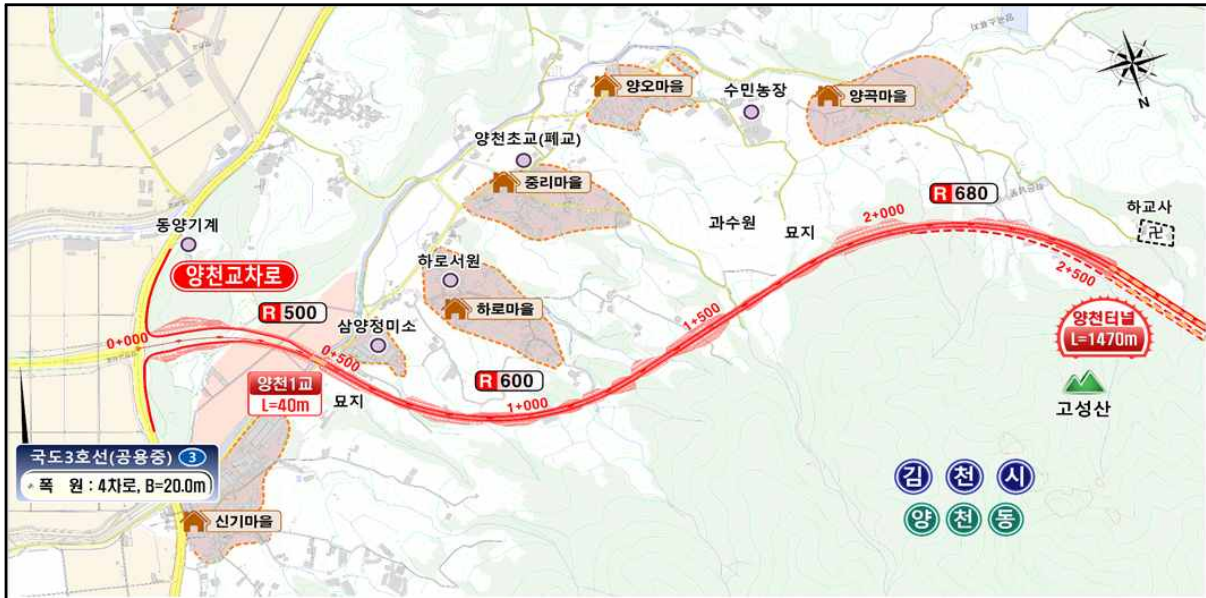 양오마을
수민농장
양곡마을
N
양천초교(폐교)
중리마을
R 680
2+000
하교사
卍
동양기계
과수원
묘지
양천교차로
하로서원
2+500
R 500
하로마을
1+500
양천터널
L=1470m
0+000
삼양정미소
0+500
R 600
양천1교
L=40m
묘지
1+000
고성산
국도3호선(공용중) 3
폭 원 : 4차로, B=20.0m
김 천 시
양 천 동
신기마을